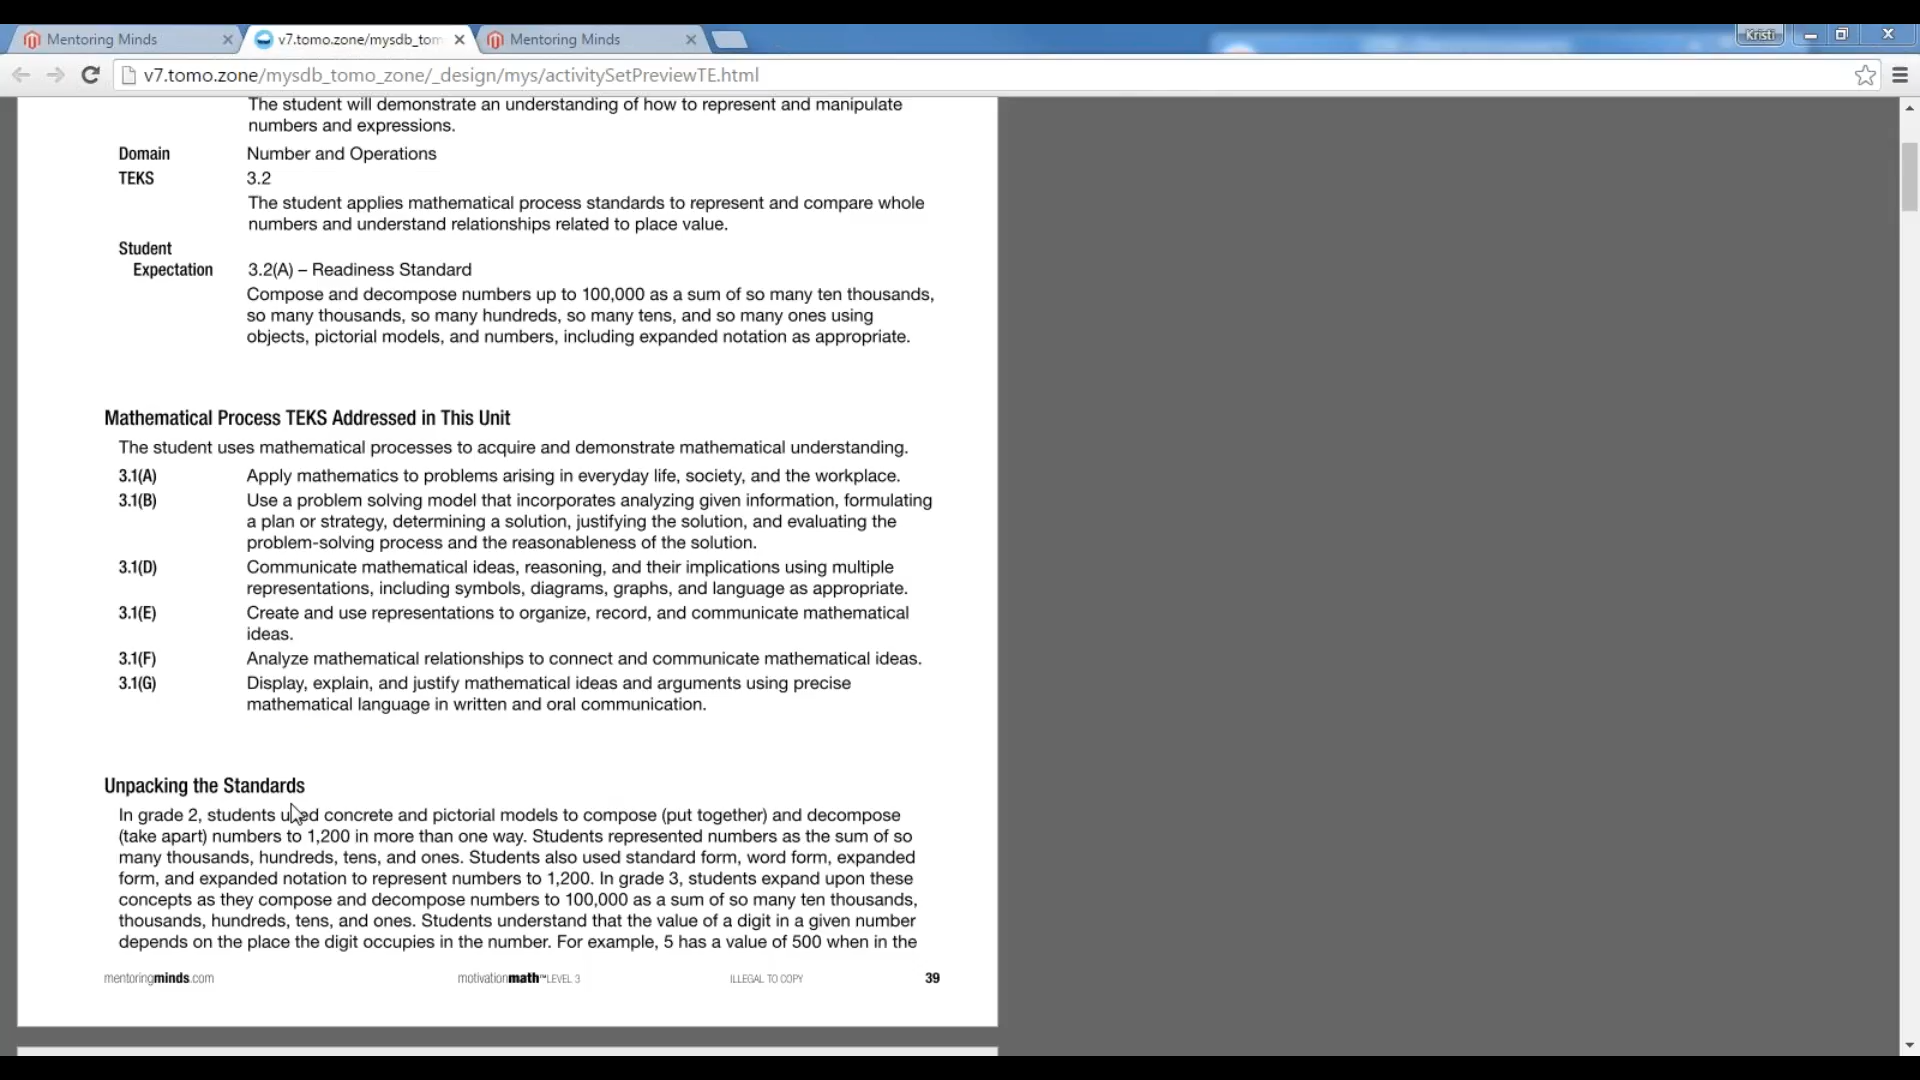 Mentoring Minds
v7.tomo.zone/mysdb_tom
Mentoring Minds
Kristi
v7.tomo.zone/mysdb_tomo_zone/_design/mys/activitySetPreviewTE.html
The student will demonstrate an understanding of how to represent and manipulate
numbers and expressions.
Domain Number and Operations
TEKS 3.2
The student applies mathematical process standards to represent and compare whole
numbers and understand relationships related to place value.
Student
Expectation 3.2(A) – Readiness Standard
Compose and decompose numbers up to 100,000 as a sum of so many ten thousands,
so many thousands, so many hundreds, so many tens, and so many ones using
objects, pictorial models, and numbers, including expanded notation as appropriate.
Mathematical Process TEKS Addressed in This Unit
The student uses mathematical processes to acquire and demonstrate mathematical understanding.
3.1(A) Apply mathematics to problems arising in everyday life, society, and the workplace.
3.1(B) Use a problem solving model that incorporates analyzing given information, formulating
a plan or strategy, determining a solution, justifying the solution, and evaluating the
problem-solving process and the reasonableness of the solution.
3.1(D) Communicate mathematical ideas, reasoning, and their implications using multiple
representations, including symbols, diagrams, graphs, and language as appropriate.
3.1(E) Create and use representations to organize, record, and communicate mathematical
ideas.
3.1(F) Analyze mathematical relationships to connect and communicate mathematical ideas.
3.1(G) Display, explain, and justify mathematical ideas and arguments using precise
mathematical language in written and oral communication.
Unpacking the Standards
In grade 2, students used concrete and pictorial models to compose (put together) and decompose
(take apart) numbers to 1,200 in more than one way. Students represented numbers as the sum of so
many thousands, hundreds, tens, and ones. Students also used standard form, word form, expanded
form, and expanded notation to represent numbers to 1,200. In grade 3, students expand upon these
concepts as they compose and decompose numbers to 100,000 as a sum of so many ten thousands,
thousands, hundreds, tens, and ones. Students understand that the value of a digit in a given number
depends on the place the digit occupies in the number. For example, 5 has a value of 500 when in the
mentoringminds.com motivationmath™LEVEL 3 ILLEGAL TO COPY 39